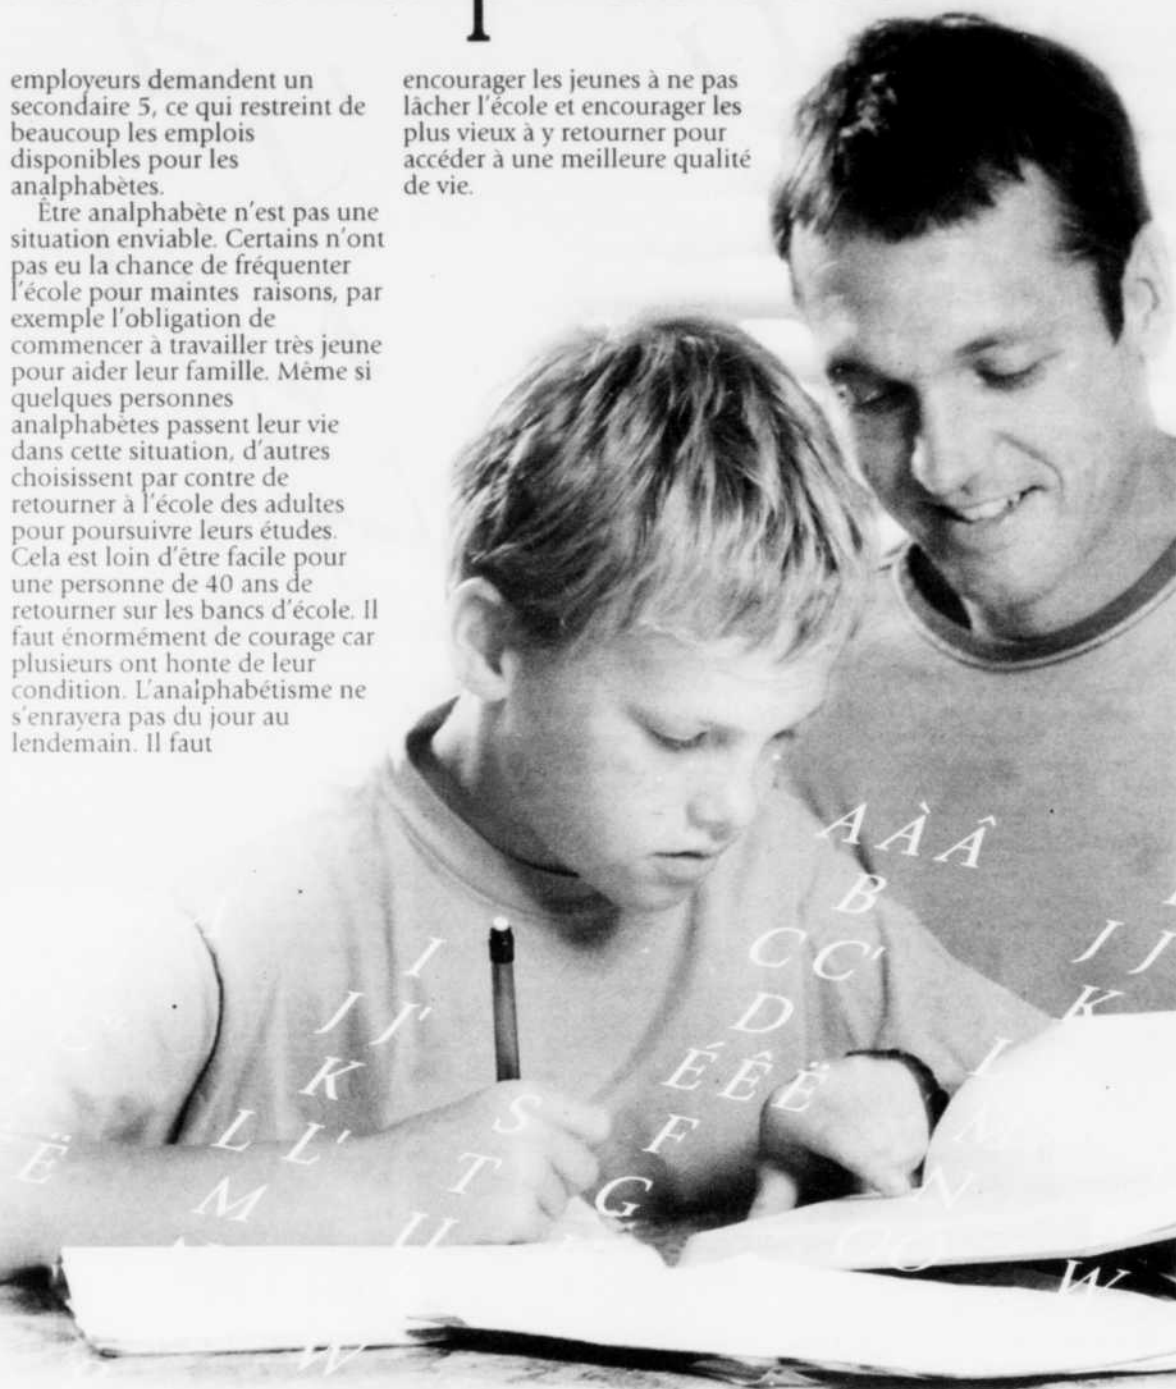 employeurs demandent un
secondaire 5, ce qui restreint de
beaucoup les emplois
disponibles pour les
analphabètes.
Être analphabète n'est pas une
situation enviable. Certains n'ont
pas eu la chance de fréquenter
l'école pour maintes raisons, par
exemple l'obligation de
commencer à travailler très jeune
pour aider leur famille. Même si
quelques personnes
analphabètes passent leur vie
dans cette situation, d'autres
choisissent par contre de
retourner à l'école des adultes
pour poursuivre leurs études.
Cela est loin d'être facile pour
une personne de 40 ans de
retourner sur les bancs d'école. Il
faut énormément de courage car
plusieurs ont honte de leur
condition. L'analphabétisme ne
s'enrayera pas du jour au
lendemain. Il faut
encourager les jeunes à ne pas
lâcher l'école et encourager les
plus vieux à y retourner pour
accéder à une meilleure qualité
de vie.
A À Â
B
C C'
D
É Ê Ë
F
G
I
J J'
K
L L'
M
S
T
U
Ë
J J
K
L
M
N
W
W